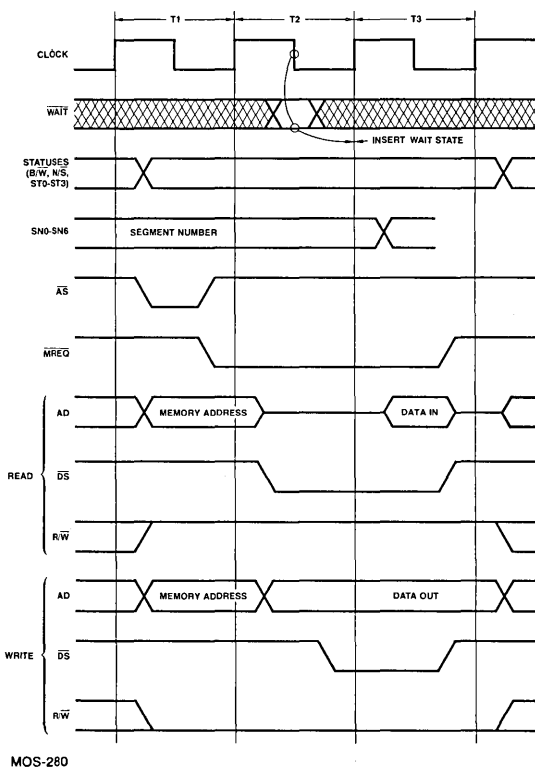 T1 T2 T3
CLOCK
WAIT
INSERT WAIT STATE
STATUSES
(B/W, N/S,
ST0-ST3)
SN0-SN6 SEGMENT NUMBER
AS
MREQ
AD MEMORY ADDRESS DATA IN
READ DS
R/W
AD MEMORY ADDRESS DATA OUT
WRITE DS
R/W
MOS-280